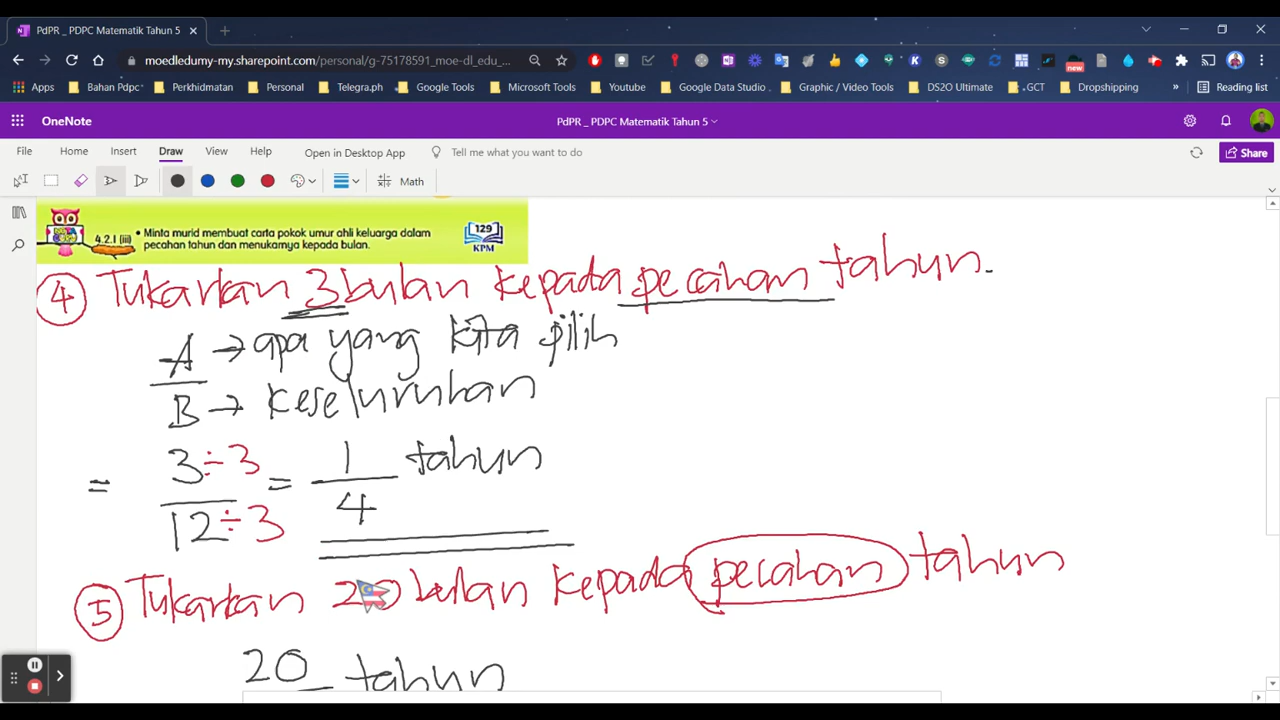 PdPR _ PDPC Matematik Tahun 5
moedledumy-my.sharepoint.com/personal/g-75178591_moe-dl_edu_...
new
Apps Bahan Pdpc Perkhidmatan Personal Telegra.ph Google Tools Microsoft Tools Youtube Google Data Studio Graphic / Video Tools DS2O Ultimate GCT Dropshipping » Reading list
OneNote PdPR _ PDPC Matematik Tahun 5
File Home Insert Draw View Help Open in Desktop App Tell me what you want to do Share
Math
4.2.1 (iii) • Minta murid membuat carta pokok umur ahli keluarga dalam
pecahan tahun dan menukarnya kepada bulan.
129
KPM
4 Tukarkan 3 bulan kepada pecahan tahun.
A → apa yang kita pilih
B → keseluruhan
= 3÷3 = 1 tahun
12÷3 4
5 Tukarkan 20 bulan kepada pecahan tahun
20 tahun